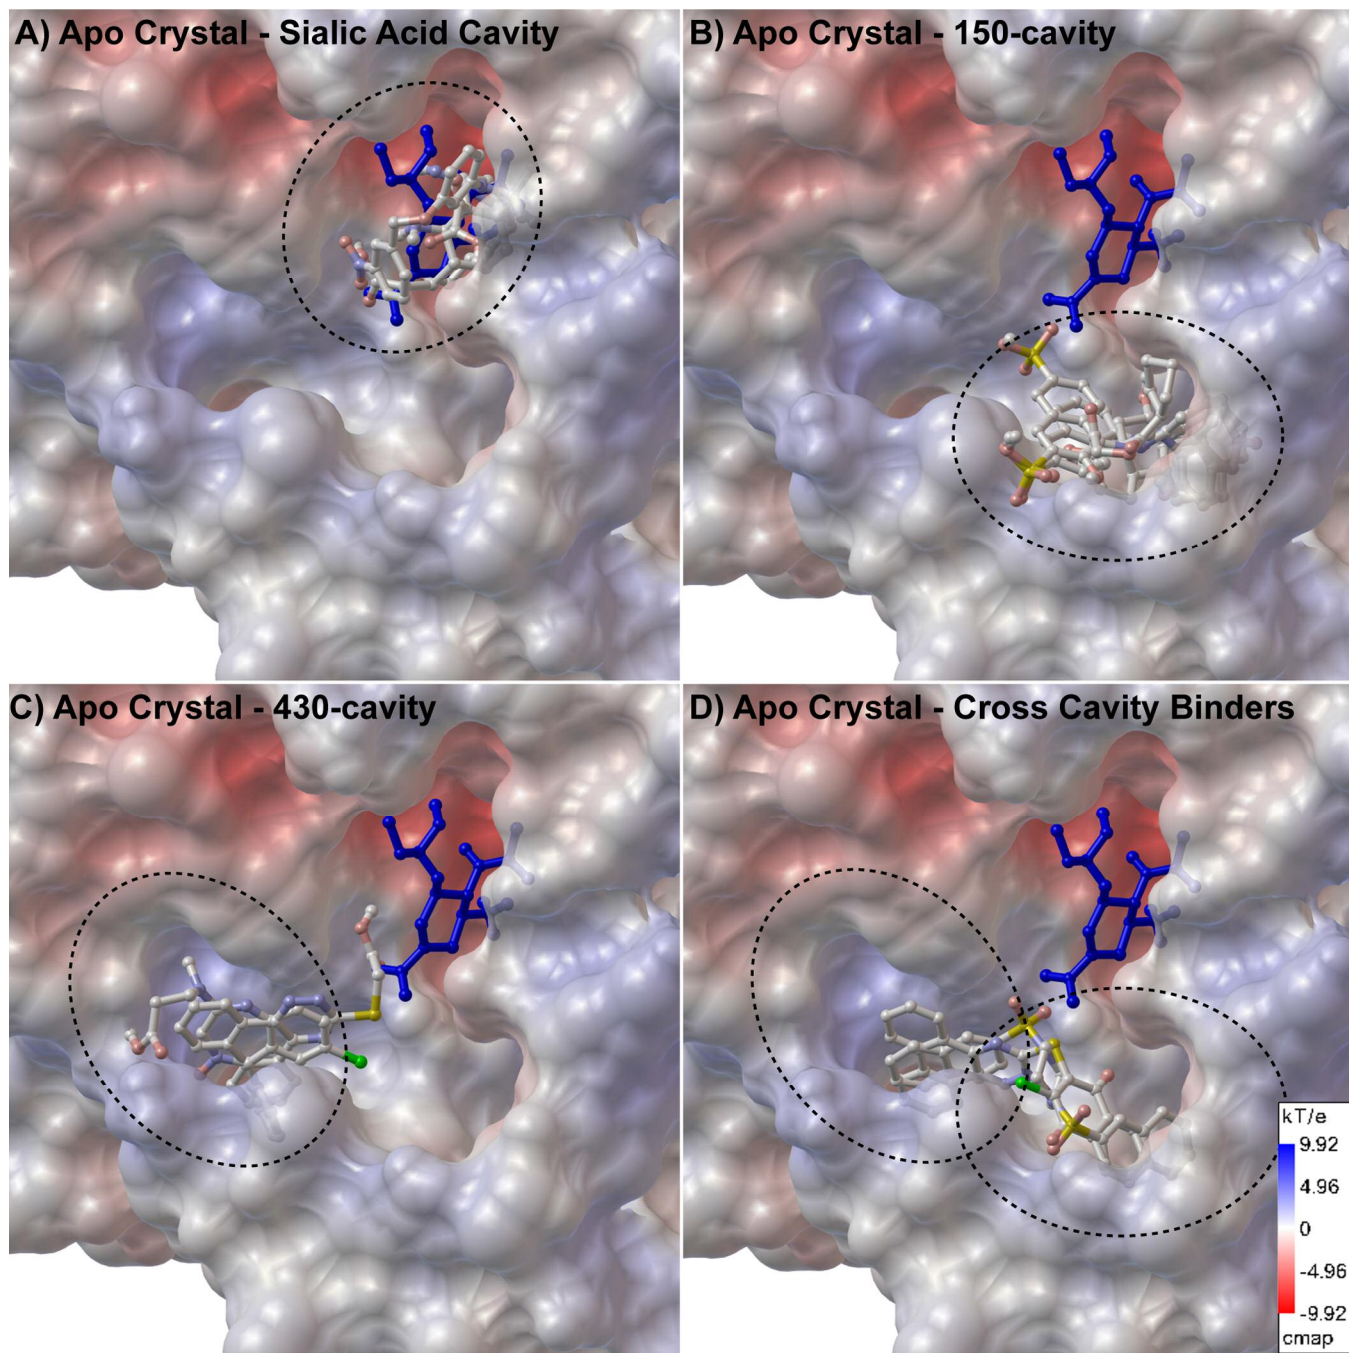 A) Apo Crystal - Sialic Acid Cavity
B) Apo Crystal - 150-cavity
C) Apo Crystal - 430-cavity
D) Apo Crystal - Cross Cavity Binders
kT/e
9.92
4.96
0
-4.96
-9.92
cmap